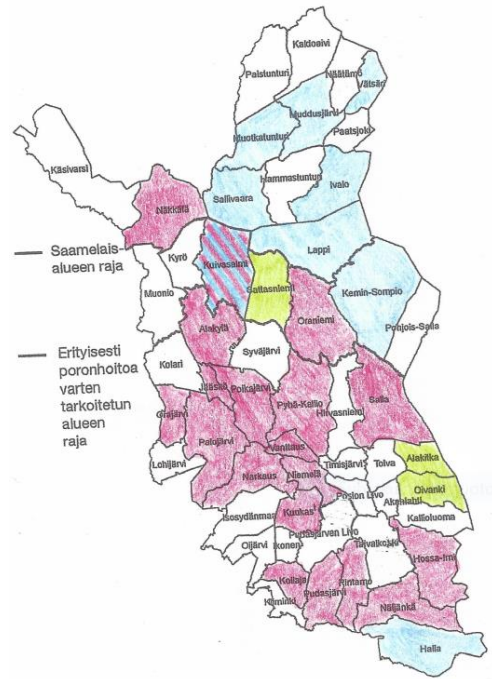 Kaldoaivi
Paistunturi
Näätämö
Vätsäri
Muddusjärvi
Muotkatunturi
Paatsjoki
Käsivarsi
Hammastunturi
Ivalo
Sallivaara
Näkkälä
Saamelais-
alueen raja
Kyrö
Kuivasalmi
Lappi
Sattasniemi
Kemin-Sompio
Muonio
Oraniemi
Pohjois-Salla
Alakylä
Syväjärvi
Erityisesti
poronhoitoa
varten
tarkoitetun
alueen
raja
Kolari
Jääskö
Poikajärvi
Pyhä-Kallio
Hirvasniemi
Salla
Orajärvi
Palojärvi
Vanttaus
Lohijärvi
Timisjärvi
Tolva
Alakitka
Narkaus
Niemelä
Oivanki
Posion Livo
Akanlahti
Isosydänmaa
Kuukas
Kallioluoma
Pudasjärven Livo
Oijärvi
Ikonen
Taivalkoski
Hossa-Irni
Kollaja
Pudasjärvi
Pintamo
Kiiminki
Näljänkä
Halla